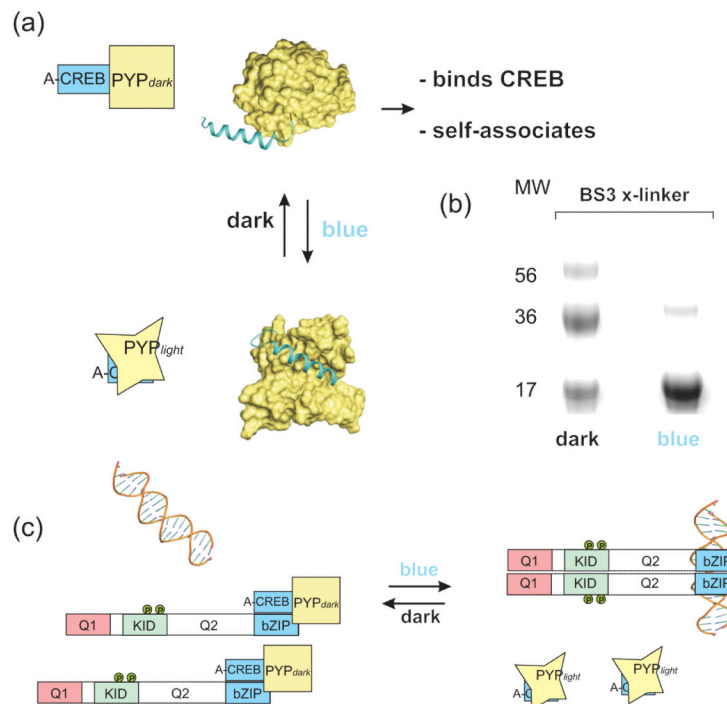 (a)
A-CREB PYPdark
- binds CREB
- self-associates
dark
blue
PYPlight
A-C
(b)
MW
BS3 x-linker
56
36
17
dark
blue
(c)
A-CREB PYPdark
Q1 KID P P Q2 bZIP
A-CREB PYPdark
Q1 KID P P Q2 bZIP
blue
dark
P P
Q1 KID Q2 bZIP
Q1 KID Q2 bZIP
P P
PYPlight
A-C
PYPlight
A-C